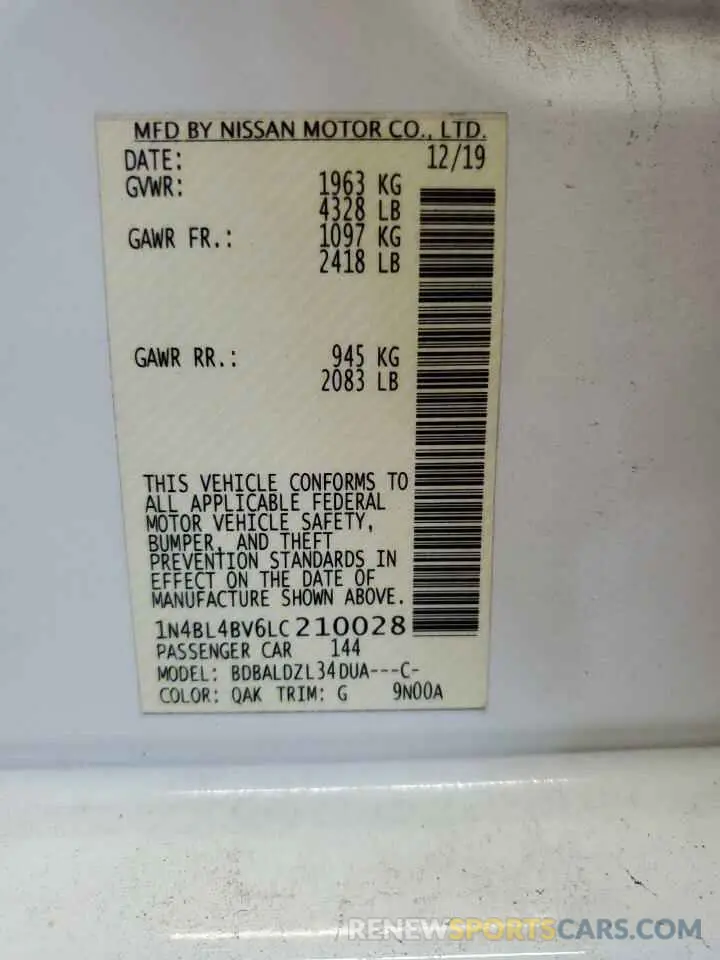 MFD BY NISSAN MOTOR CO., LTD.
DATE: 12/19
GVWR: 1963 KG
4328 LB
GAWR FR.: 1097 KG
2418 LB
GAWR RR.: 945 KG
2083 LB
THIS VEHICLE CONFORMS TO
ALL APPLICABLE FEDERAL
MOTOR VEHICLE SAFETY,
BUMPER, AND THEFT
PREVENTION STANDARDS IN
EFFECT ON THE DATE OF
MANUFACTURE SHOWN ABOVE.
1N4BL4BV6LC210028
PASSENGER CAR 144
MODEL: BDBALDZL34DUA---C-
COLOR: QAK TRIM: G 9N00A
RENEWSPORTSCARS.COM